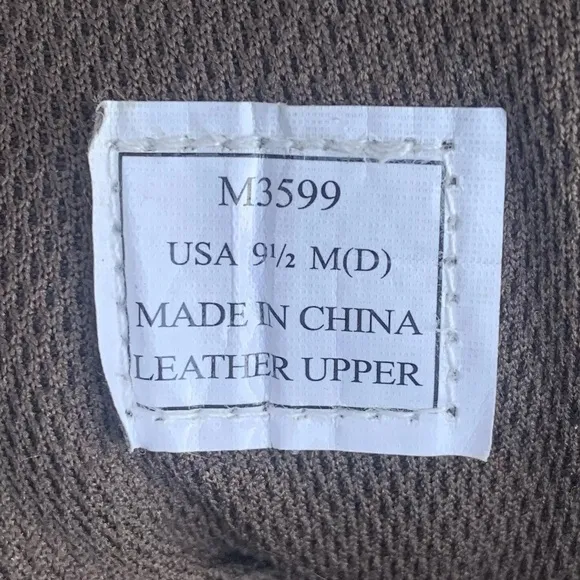 M3599
USA 9½ M(D)
MADE IN CHINA
LEATHER UPPER